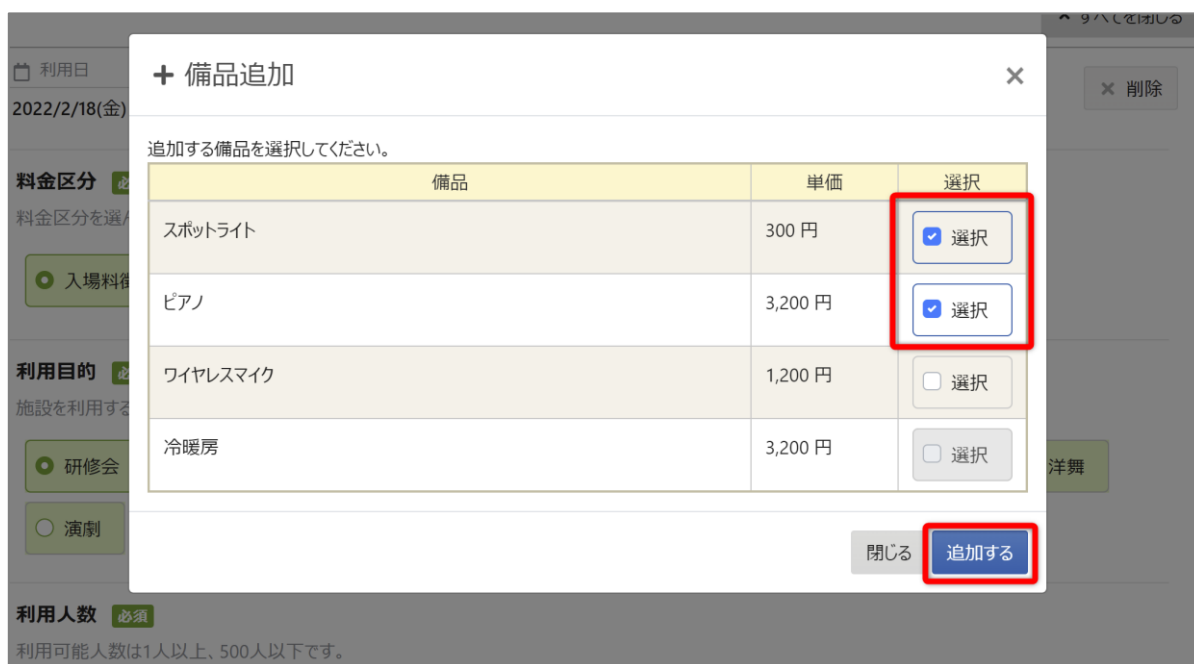 すべてを閉じる
利用日
2022/2/18(金)
削除
備品追加
追加する備品を選択してください。
備品 単価 選択
スポットライト 300 円 選択
ピアノ 3,200 円 選択
ワイヤレスマイク 1,200 円 選択
冷暖房 3,200 円 選択
閉じる 追加する
料金区分
料金区分を選
入場料
利用目的
施設を利用する
研修会
洋舞
演劇
利用人数 必須
利用可能人数は1人以上、500人以下です。